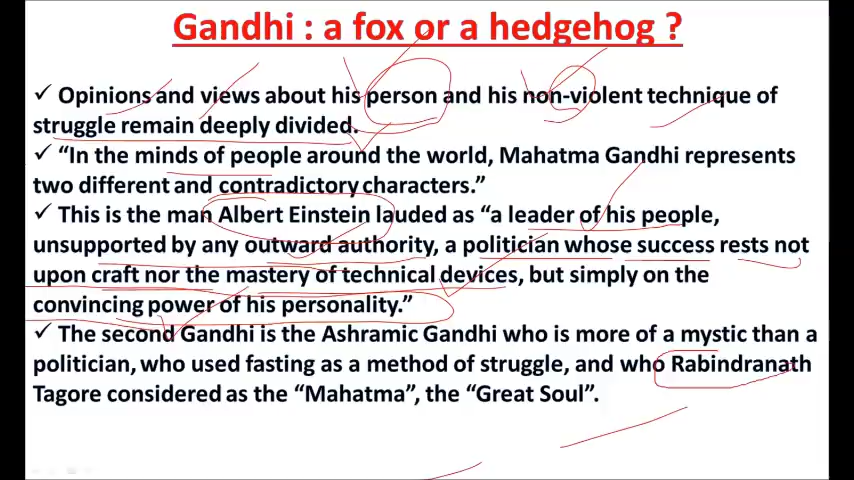 Gandhi : a fox or a hedgehog ?
✓ Opinions and views about his person and his non-violent technique of
struggle remain deeply divided.
✓ “In the minds of people around the world, Mahatma Gandhi represents
two different and contradictory characters.”
✓ This is the man Albert Einstein lauded as “a leader of his people,
unsupported by any outward authority, a politician whose success rests not
upon craft nor the mastery of technical devices, but simply on the
convincing power of his personality.”
✓ The second Gandhi is the Ashramic Gandhi who is more of a mystic than a
politician, who used fasting as a method of struggle, and who Rabindranath
Tagore considered as the “Mahatma”, the “Great Soul”.